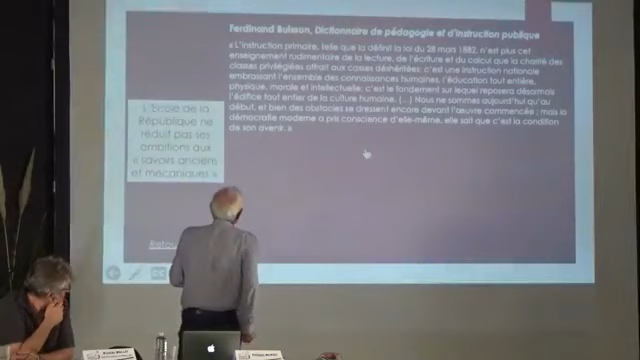 Ferdinand Buisson, Dictionnaire de pédagogie et d'instruction publique
« L'instruction primaire, telle que la définit la loi du 28 mars 1882, n'est plus cet
enseignement rudimentaire de la lecture, de l'écriture et du calcul que la charité des
classes privilégiées offrait aux classes déshéritées: c'est une instruction nationale
embrassant l'ensemble des connaissances humaines, l'éducation tout entière,
physique, morale et intellectuelle; c'est le fondement sur lequel reposera désormais
l'édifice tout entier de la culture humaine. (...) Nous ne sommes aujourd'hui qu'au
début, et bien des obstacles se dressent encore devant l'œuvre commencée ; mais la
démocratie moderne a pris conscience d'elle-même, elle sait que c'est la condition
de son avenir. »
L'École de la
République ne
réduit pas ses
ambitions aux
« savoirs anciens
et mécaniques »